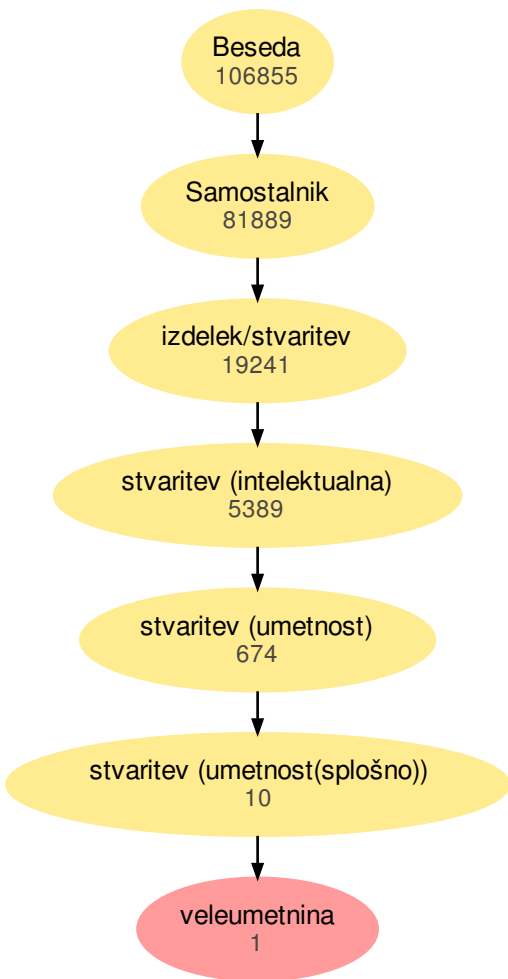 Beseda
106855
Samostalnik
81889
izdelek/stvaritev
19241
stvaritev (intelektualna)
5389
stvaritev (umetnost)
674
stvaritev (umetnost(splošno))
10
veleumetnina
1